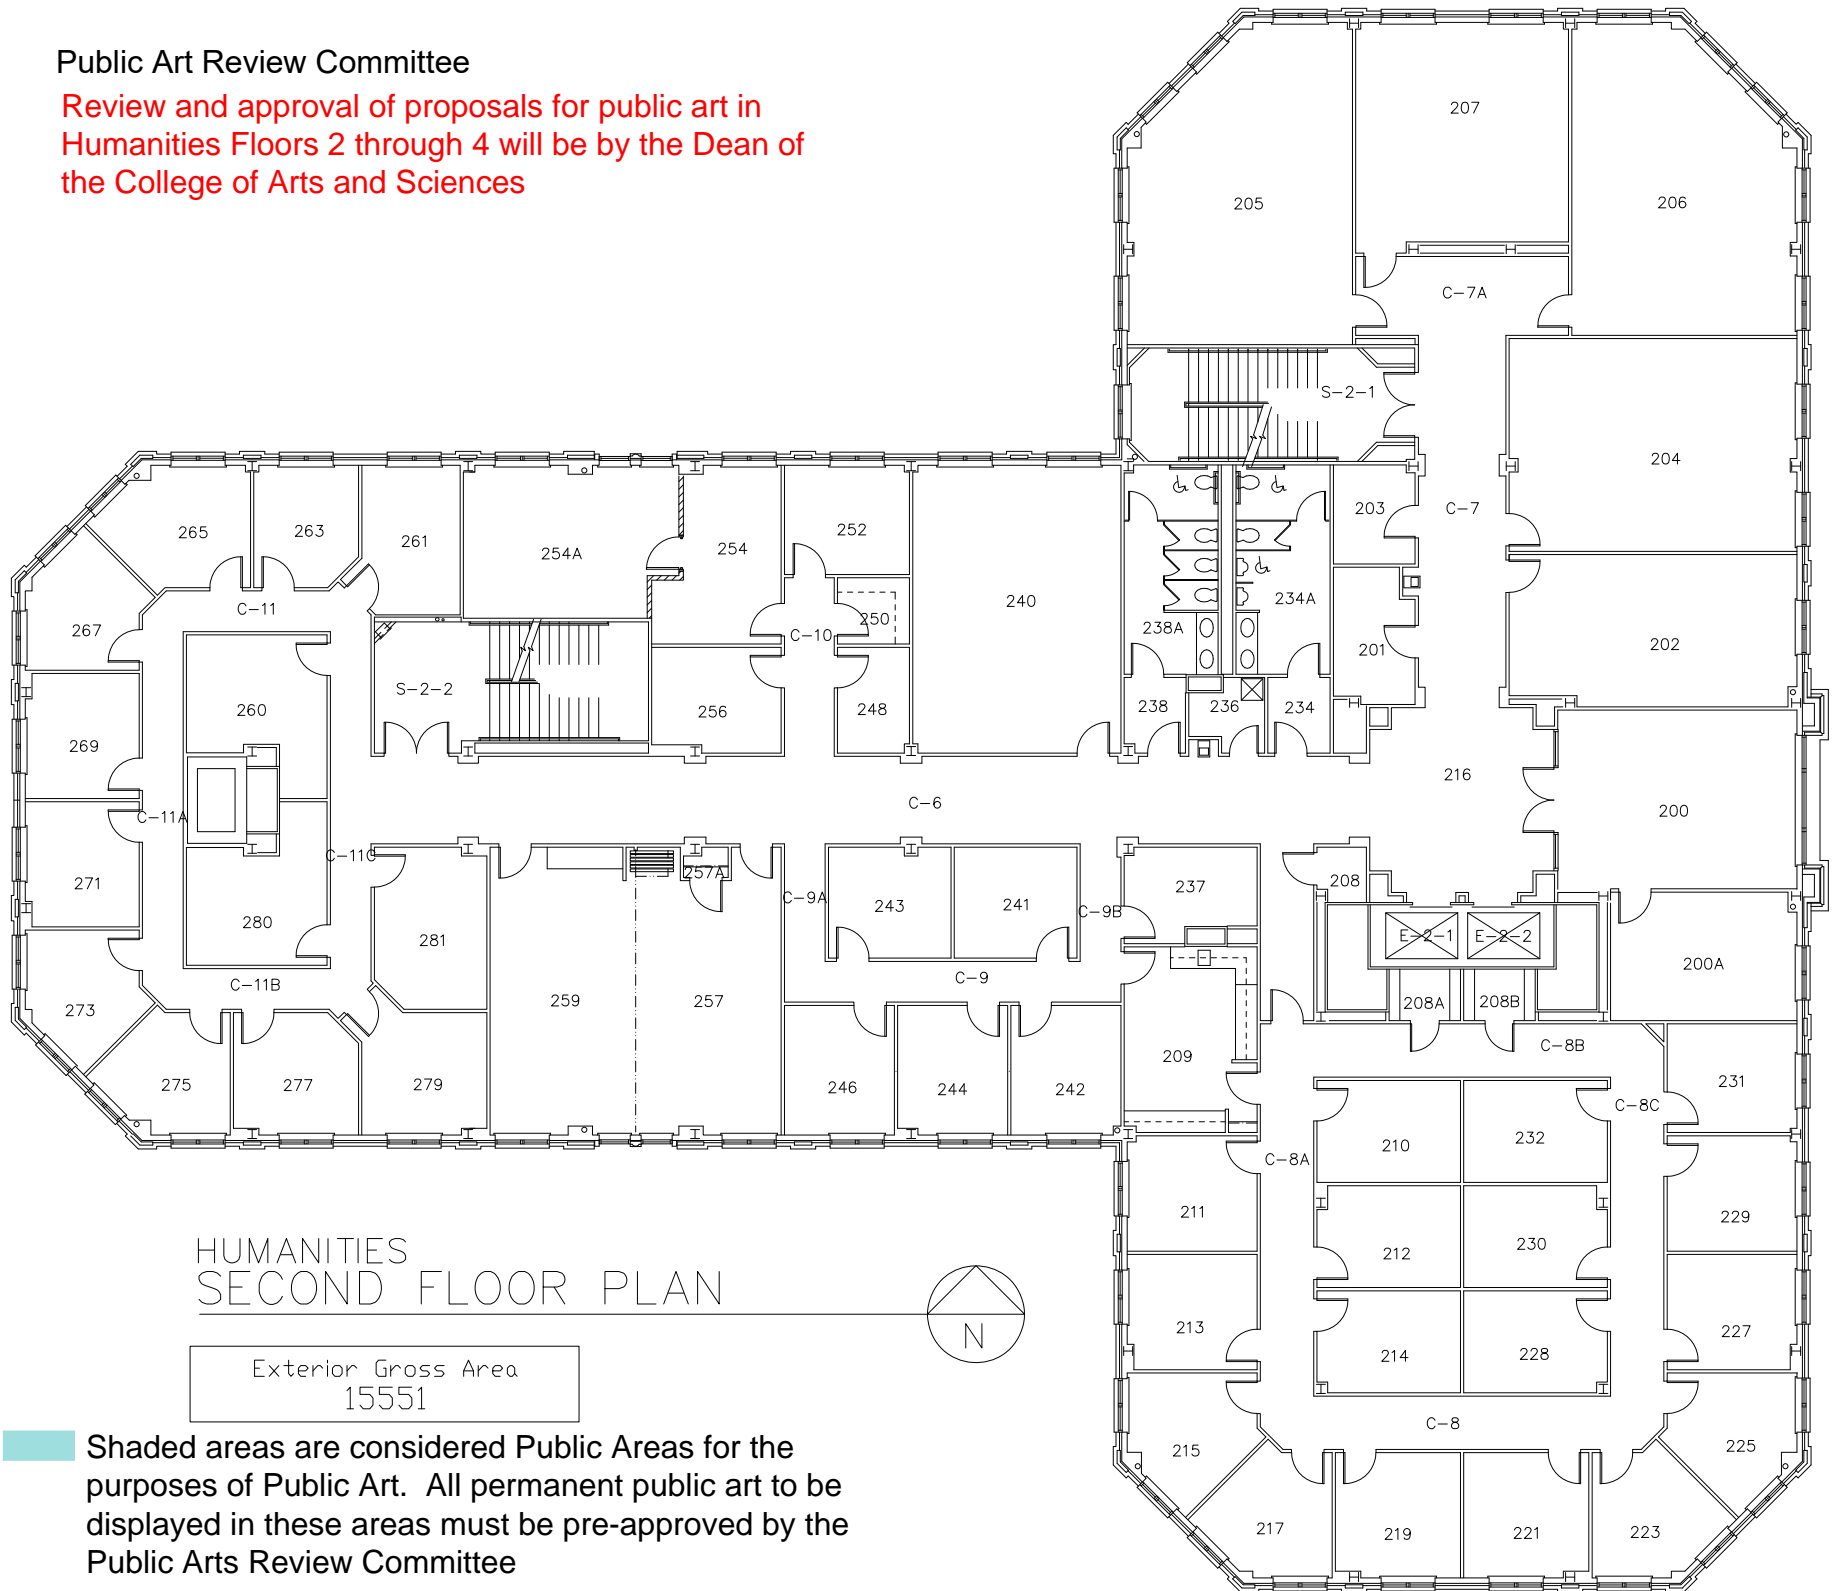 Public Art Review Committee
Review and approval of proposals for public art in
Humanities Floors 2 through 4 will be by the Dean of
the College of Arts and Sciences
207
205
206
C-7A
S-2-1
204
203
C-7
265
263
261
254A
254
252
240
234A
238A
201
202
267
C-11
250
C-10
S-2-2
260
256
248
238
236
234
269
216
C-6
200
C-11A
C-11C
271
257A
208
237
C-9A
243
241
C-9B
280
281
E-2-1
E-2-2
200A
C-9
C-11B
259
257
208A
208B
273
C-8B
209
275
277
279
246
244
242
231
C-8C
210
232
C-8A
211
229
212
230
213
227
214
228
C-8
215
225
217
219
221
223
HUMANITIES
SECOND FLOOR PLAN
N
Exterior Gross Area
15551
Shaded areas are considered Public Areas for the
purposes of Public Art. All permanent public art to be
displayed in these areas must be pre-approved by the
Public Arts Review Committee